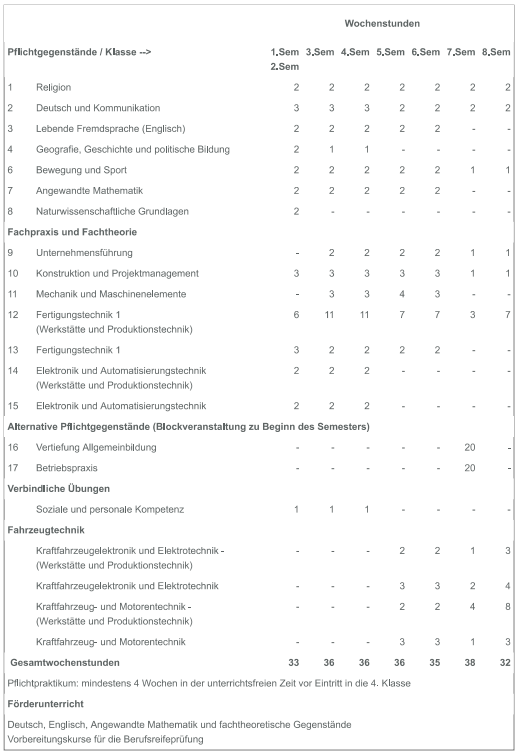 Wochenstunden
Pflichtgegenstände / Klasse --> 1.Sem 3.Sem 4.Sem 5.Sem 6.Sem 7.Sem 8.Sem
2.Sem
1 Religion 2 2 2 2 2 2 2
2 Deutsch und Kommunikation 3 3 3 2 2 2 2
3 Lebende Fremdsprache (Englisch) 2 2 2 2 2 - -
4 Geografie, Geschichte und politische Bildung 2 1 1 - - - -
6 Bewegung und Sport 2 2 2 2 2 1 1
7 Angewandte Mathematik 2 2 2 2 2 - -
8 Naturwissenschaftliche Grundlagen 2 - - - - - -
Fachpraxis und Fachtheorie
9 Unternehmensführung - 2 2 2 2 1 1
10 Konstruktion und Projektmanagement 3 3 3 3 3 1 1
11 Mechanik und Maschinenelemente - 3 3 4 3 - -
12 Fertigungstechnik 1 6 11 11 7 7 3 7
(Werkstätte und Produktionstechnik)
13 Fertigungstechnik 1 3 2 2 2 2 - -
14 Elektronik und Automatisierungstechnik 2 2 2 - - - -
(Werkstätte und Produktionstechnik)
15 Elektronik und Automatisierungstechnik 2 2 2 - - - -
Alternative Pflichtgegenstände (Blockveranstaltung zu Beginn des Semesters)
16 Vertiefung Allgemeinbildung - - - - - 20 -
17 Betriebspraxis - - - - - 20 -
Verbindliche Übungen
Soziale und personale Kompetenz 1 1 1 - - - -
Fahrzeugtechnik
Kraftfahrzeugelektronik und Elektrotechnik - - - - 2 2 1 3
(Werkstätte und Produktionstechnik)
Kraftfahrzeugelektronik und Elektrotechnik - - - 3 3 2 4
Kraftfahrzeug- und Motorentechnik - - - - 2 2 4 8
(Werkstätte und Produktionstechnik)
Kraftfahrzeug- und Motorentechnik - - - 3 3 1 3
Gesamtwochenstunden 33 36 36 36 35 38 32
Pflichtpraktikum: mindestens 4 Wochen in der unterrichtsfreien Zeit vor Eintritt in die 4. Klasse
Förderunterricht
Deutsch, Englisch, Angewandte Mathematik und fachtheoretische Gegenstände
Vorbereitungskurse für die Berufsreifeprüfung